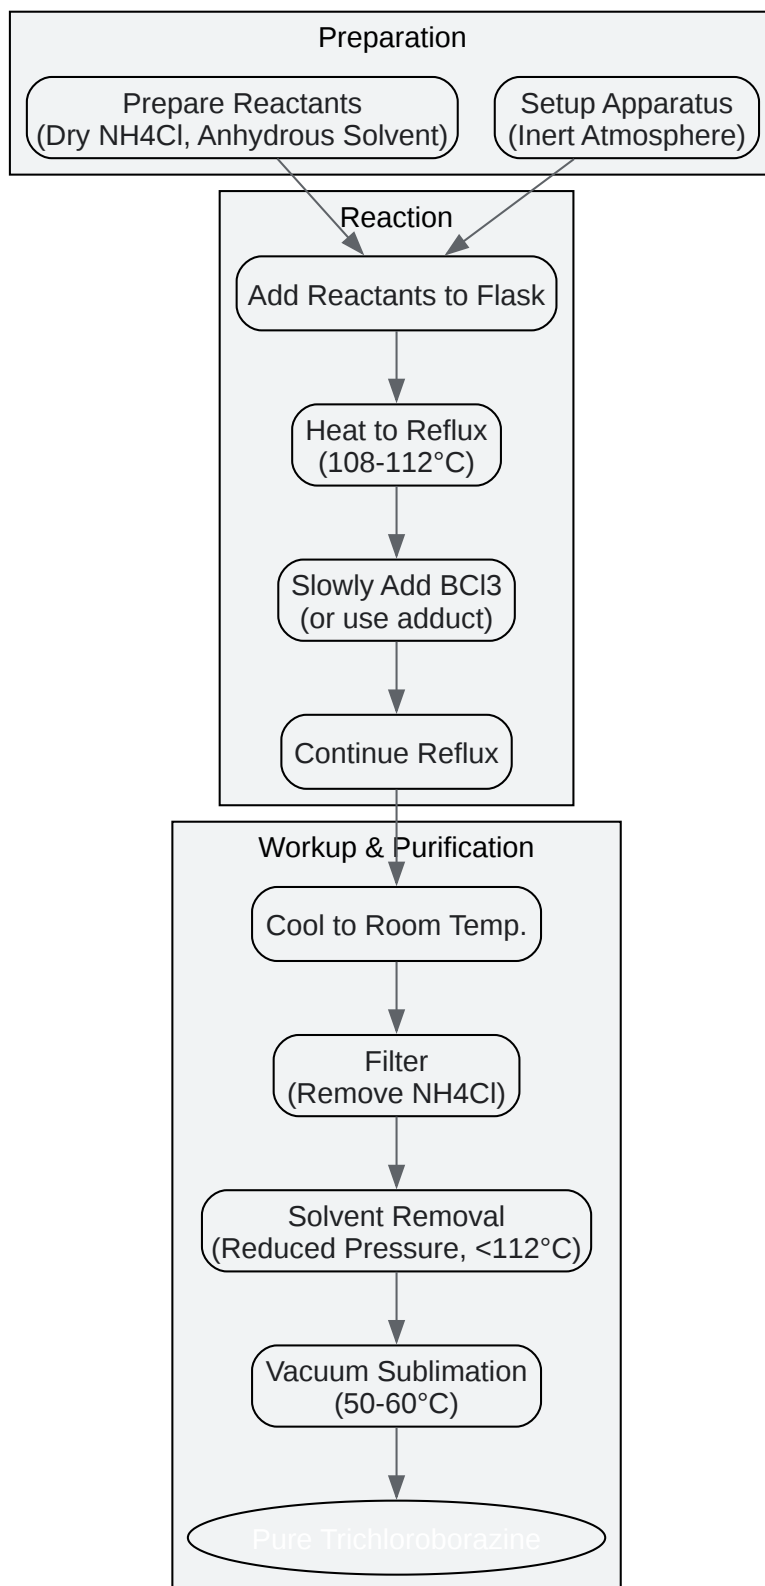 Preparation
Prepare Reactants
(Dry NH4Cl, Anhydrous Solvent)
Setup Apparatus
(Inert Atmosphere)
Reaction
Add Reactants to Flask
Heat to Reflux
(108-112°C)
Slowly Add BCl3
(or use adduct)
Continue Reflux
Workup & Purification
Cool to Room Temp.
Filter
(Remove NH4Cl)
Solvent Removal
(Reduced Pressure, <112°C)
Vacuum Sublimation
(50-60°C)
Pure Trichloroborazine